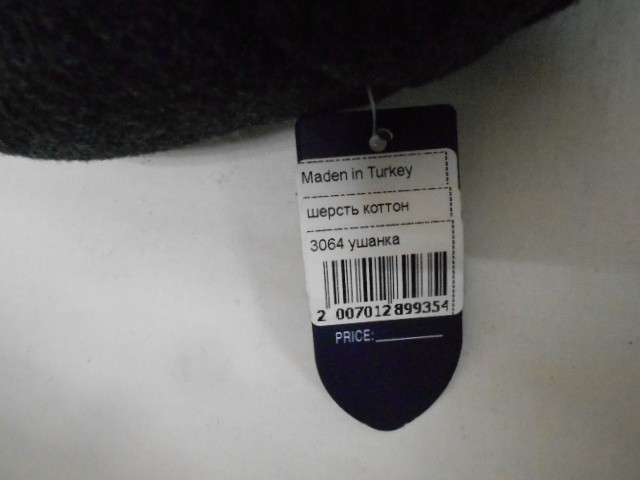 Maden in Turkey
шерсть коттон
3064 ушанка
2 007012 899354
PRICE: